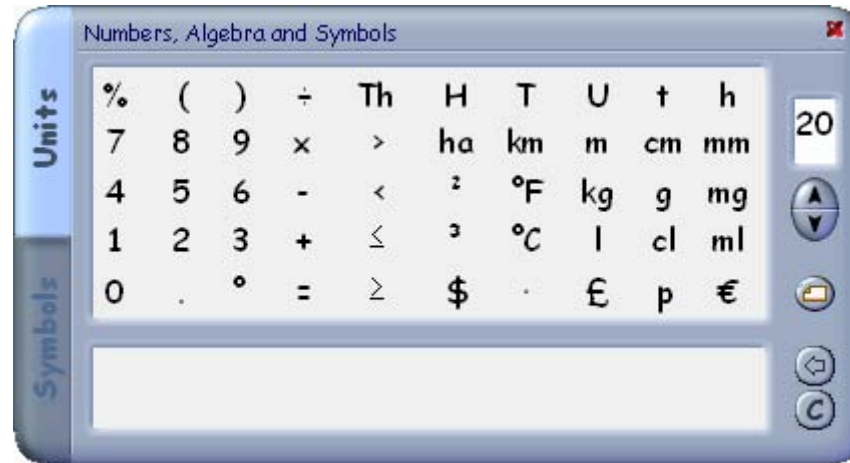 Numbers, Algebra and Symbols
Units
Symbols
% ( ) ÷ Th H T U t h
7 8 9 × > ha km m cm mm
4 5 6 - < ² °F kg g mg
1 2 3 + ≤ ³ °C l cl ml
0 . ° = ≥ $ · £ p €
20
C